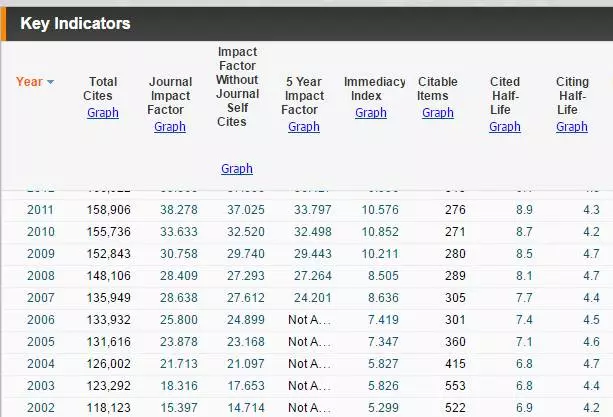 Key Indicators
Year
Total Cites
Graph
Journal Impact Factor
Graph
Impact Factor Without Journal Self Cites
Graph
5 Year Impact Factor
Graph
Immediacy Index
Graph
Citable Items
Graph
Cited Half-Life
Graph
Citing Half-Life
Graph
2011 158,906 38.278 37.025 33.797 10.576 276 8.9 4.3
2010 155,736 33.633 32.520 32.498 10.852 271 8.7 4.2
2009 152,843 30.758 29.740 29.443 10.211 280 8.5 4.7
2008 148,106 28.409 27.293 27.264 8.505 289 8.1 4.7
2007 135,949 28.638 27.612 24.201 8.636 305 7.7 4.4
2006 133,932 25.800 24.899 Not A... 7.419 301 7.4 4.5
2005 131,616 23.878 23.168 Not A... 7.347 360 7.1 4.6
2004 126,002 21.713 21.097 Not A... 5.827 415 6.8 4.7
2003 123,292 18.316 17.653 Not A... 5.826 553 6.8 4.4
2002 118,123 15.397 14.714 Not A... 5.299 522 6.9 4.2